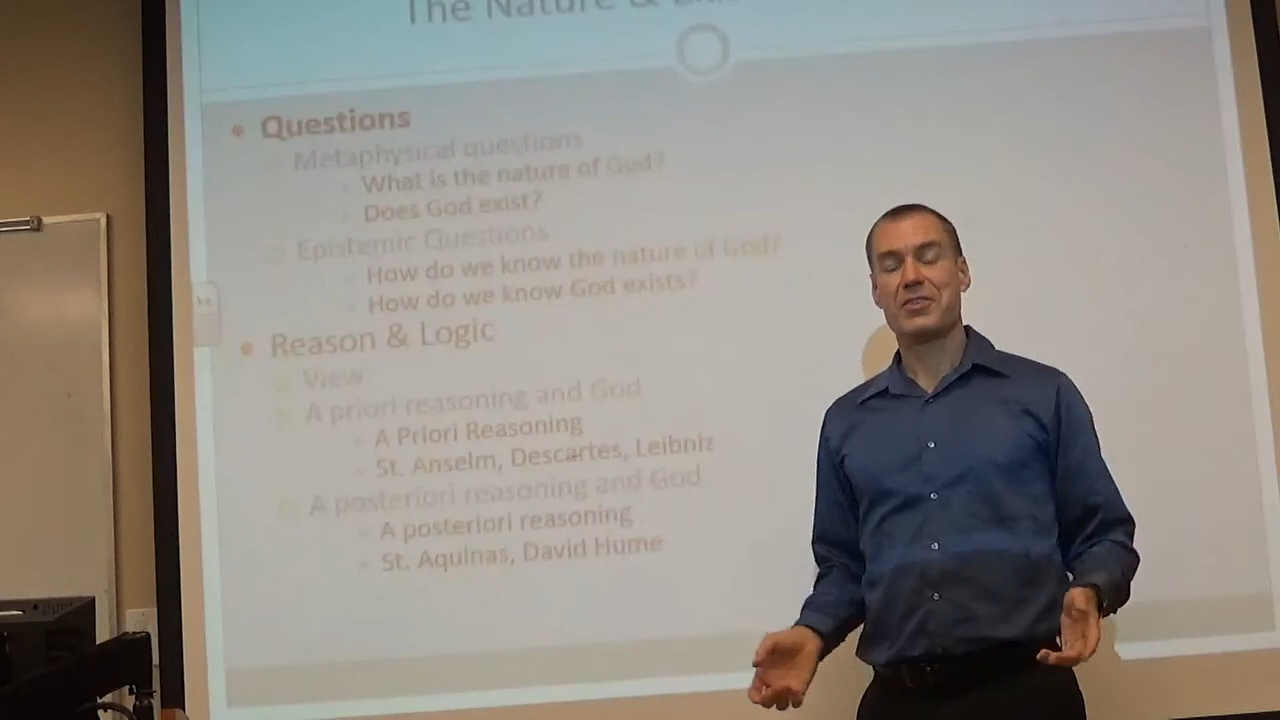 The Nature &
Questions
Metaphysical questions
What is the nature of God?
Does God exist?
Epistemic Questions
How do we know the nature of God?
How do we know God exists?
Reason & Logic
View
A priori reasoning and God
A Priori Reasoning
St. Anselm, Descartes, Leibniz
A posteriori reasoning and God
A posteriori reasoning
St. Aquinas, David Hume